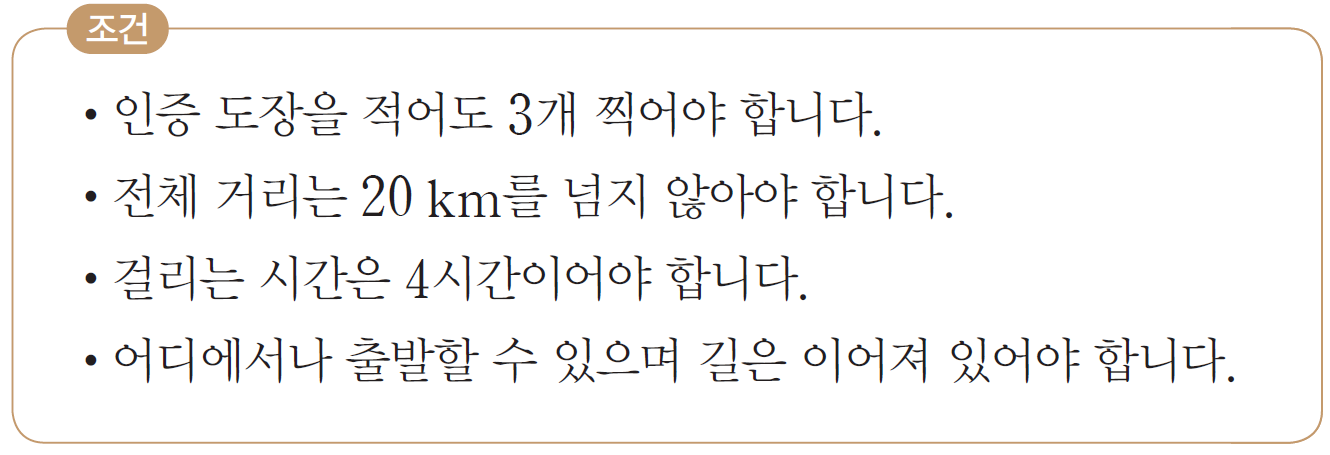 조건
• 인증 도장을 적어도 3개 찍어야 합니다.
• 전체 거리는 20 km를 넘지 않아야 합니다.
• 걸리는 시간은 4시간이어야 합니다.
• 어디에서나 출발할 수 있으며 길은 이어져 있어야 합니다.